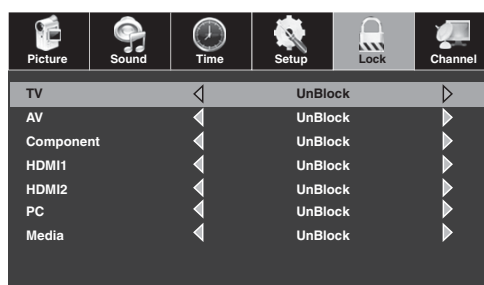 Picture Sound Time Setup Lock Channel
TV UnBlock
AV UnBlock
Component UnBlock
HDMI1 UnBlock
HDMI2 UnBlock
PC UnBlock
Media UnBlock